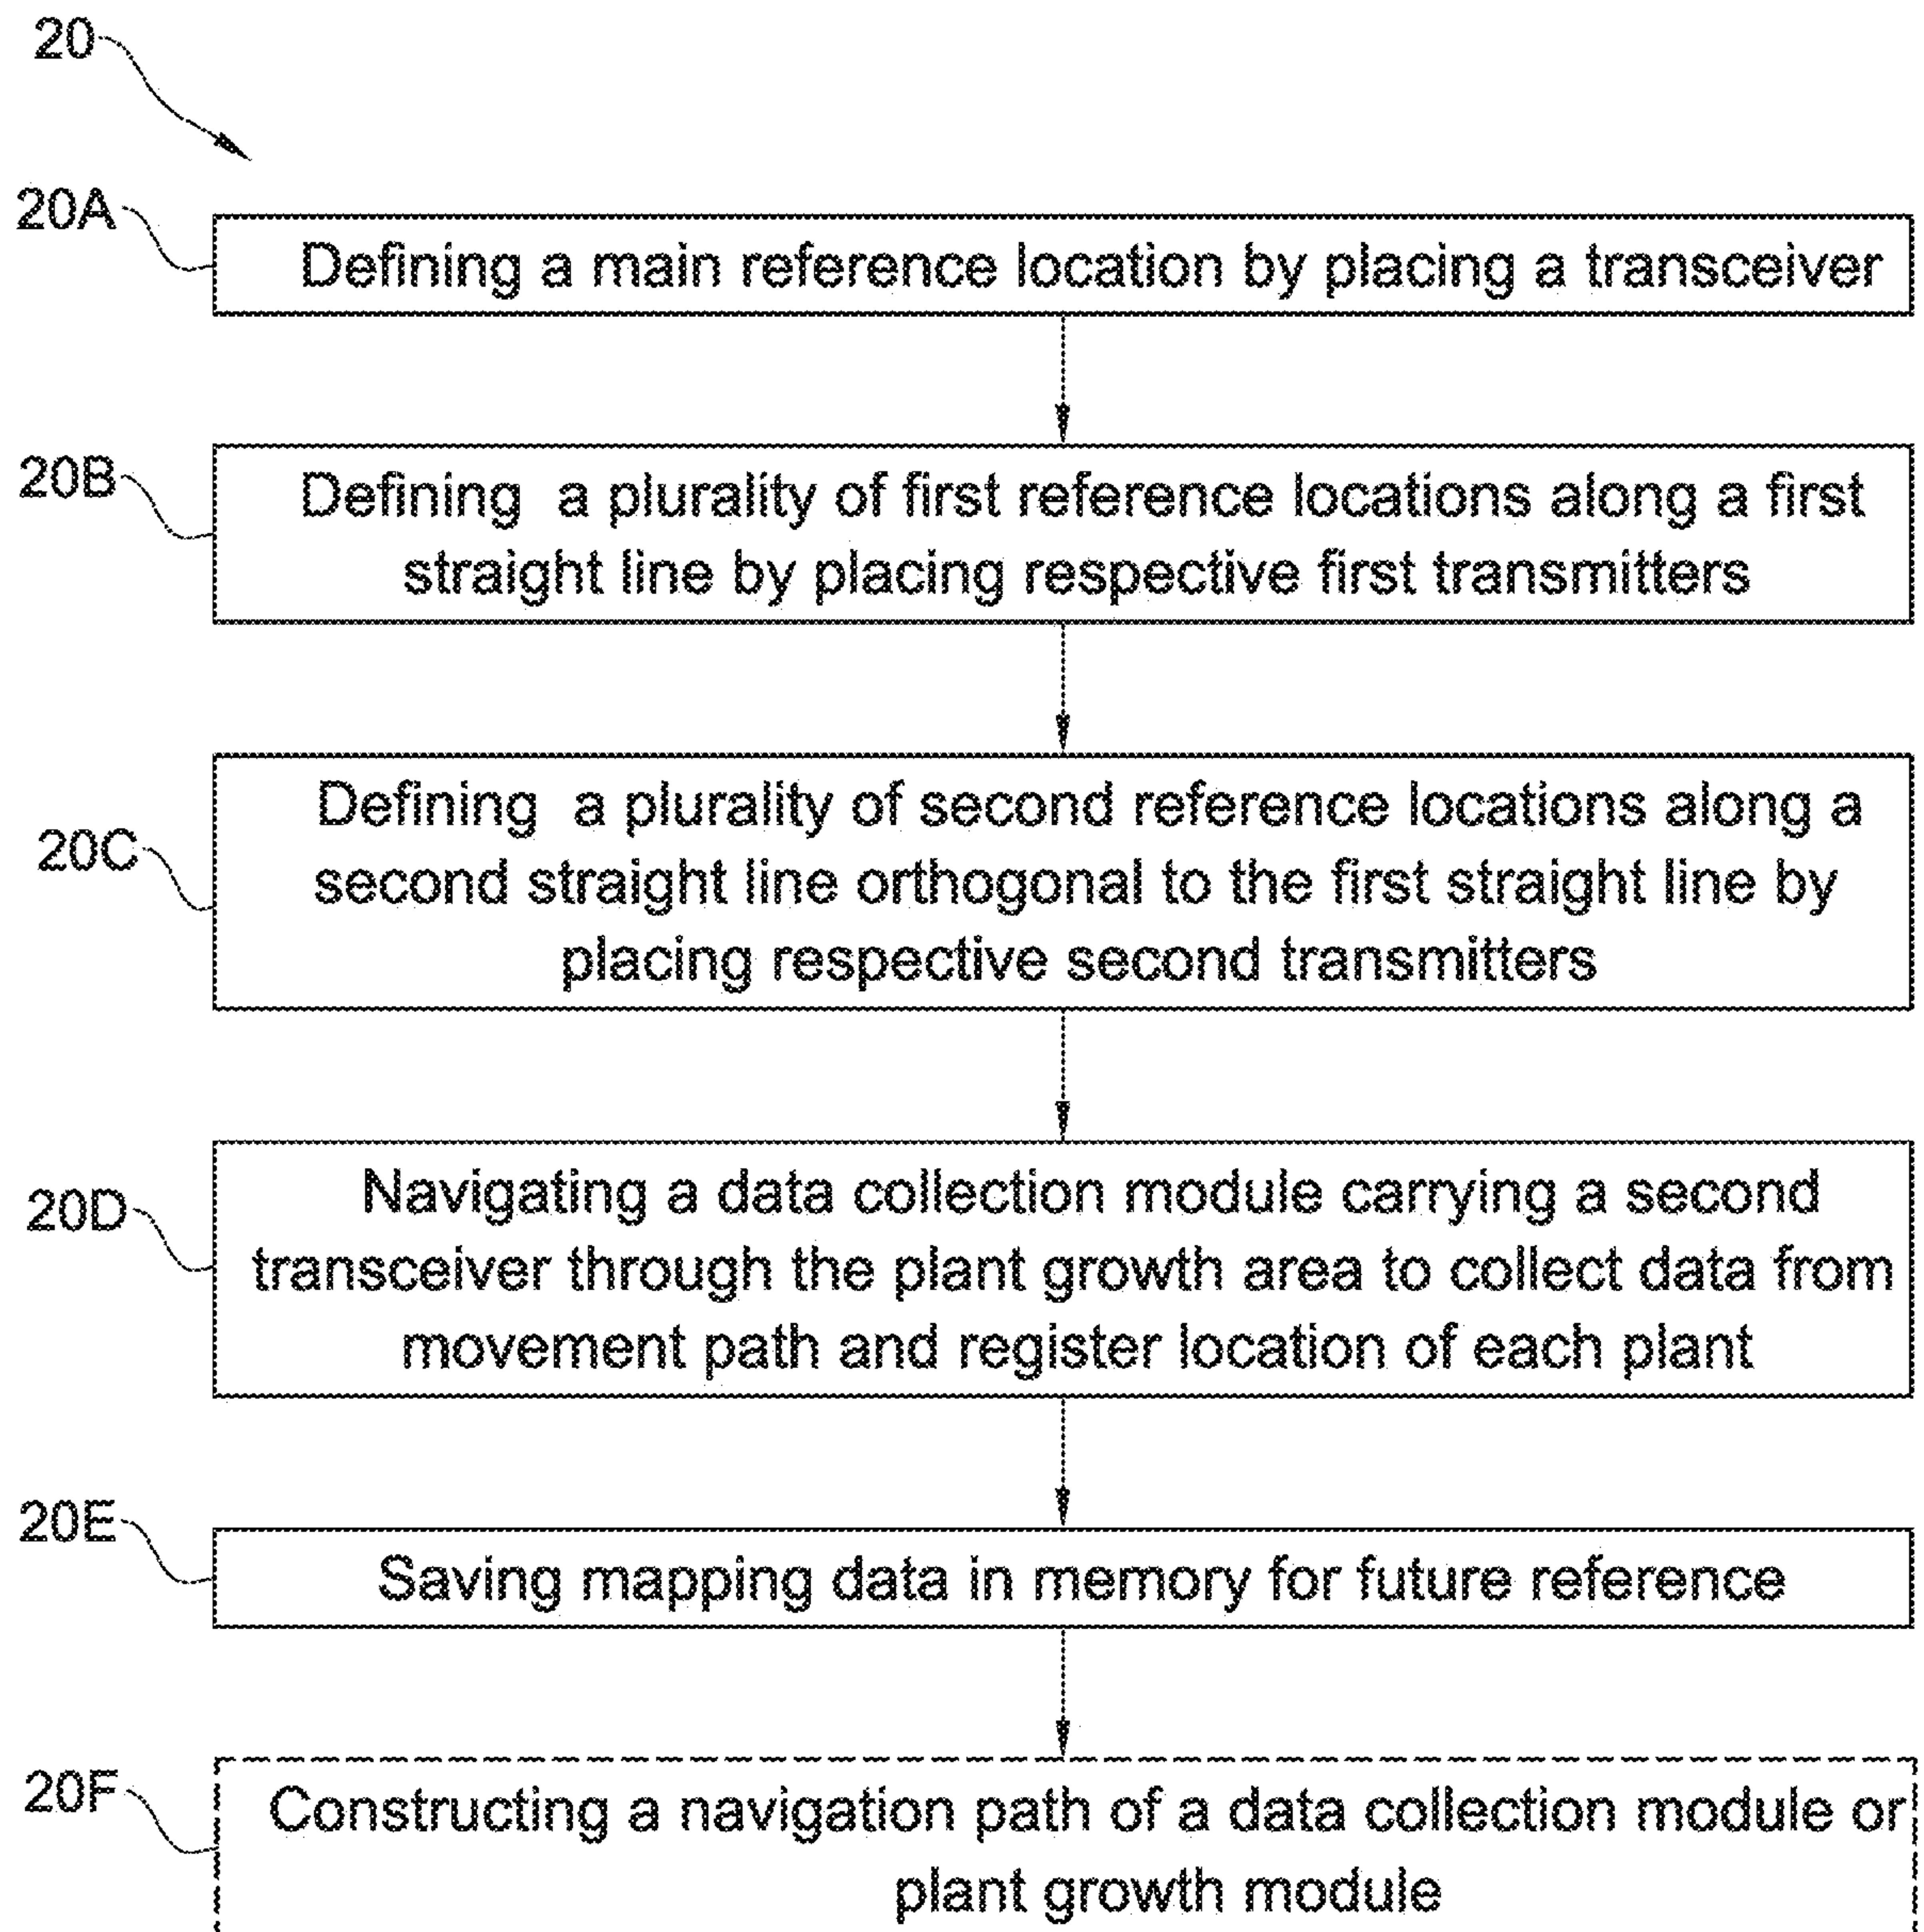 20
20A
Defining a main reference location by placing a transceiver
20B
Defining a plurality of first reference locations along a first
straight line by placing respective first transmitters
20C
Defining a plurality of second reference locations along a
second straight line orthogonal to the first straight line by
placing respective second transmitters
20D
Navigating a data collection module carrying a second
transceiver through the plant growth area to collect data from
movement path and register location of each plant
20E
Saving mapping data in memory for future reference
20F
Constructing a navigation path of a data collection module or
plant growth module